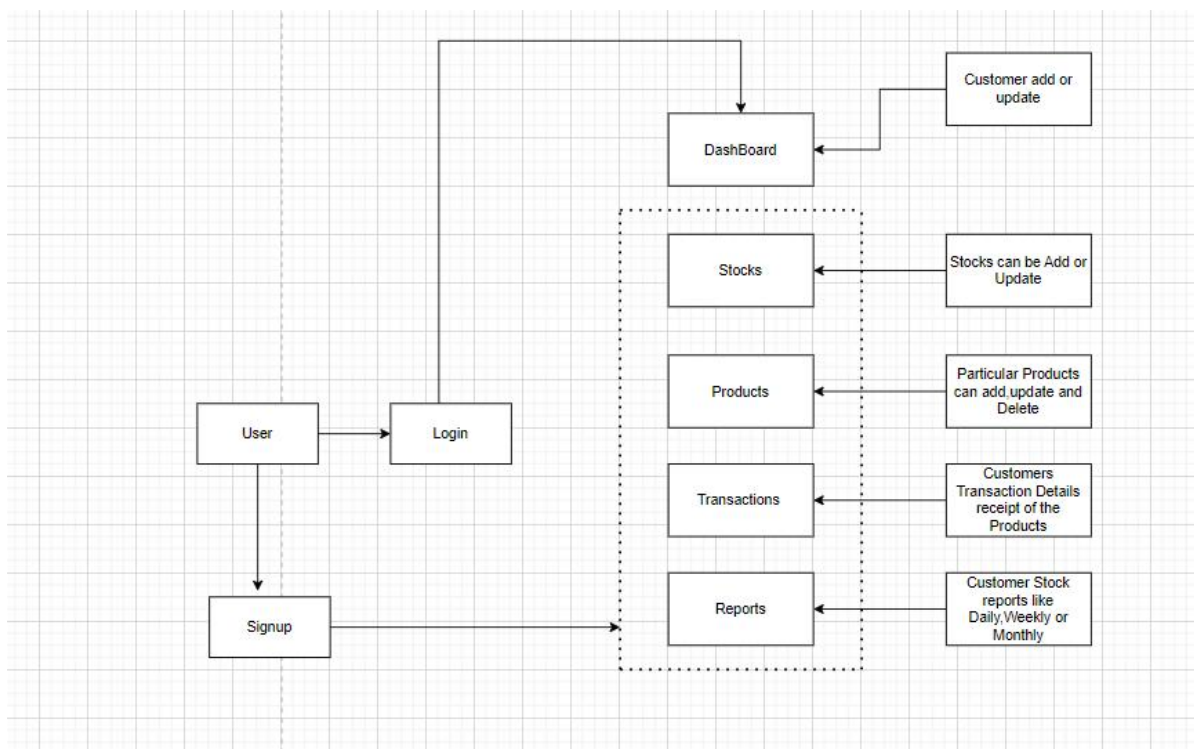 Customer add or
update
DashBoard
Stocks
Stocks can be Add or
Update
Products
Particular Products
can add,update and
Delete
User
Login
Transactions
Customers
Transaction Details
receipt of the
Products
Signup
Reports
Customer Stock
reports like
Daily,Weekly or
Monthly